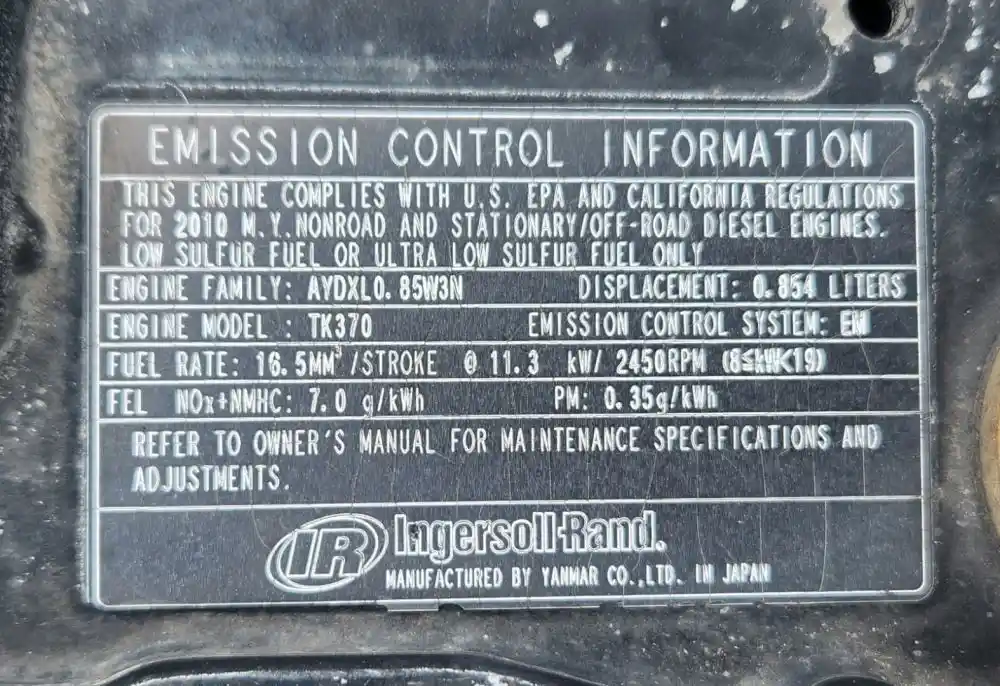 EMISSION CONTROL INFORMATION
THIS ENGINE COMPLIES WITH U.S. EPA AND CALIFORNIA REGULATIONS
FOR 2010 M.Y. NONROAD AND STATIONARY/OFF-ROAD DIESEL ENGINES.
LOW SULFUR FUEL OR ULTRA LOW SULFUR FUEL ONLY
ENGINE FAMILY: AYDXL0.85W3N DISPLACEMENT: 0.854 LITERS
ENGINE MODEL : TK370 EMISSION CONTROL SYSTEM: EM
FUEL RATE: 16.5MM³/STROKE @ 11.3 kW/ 2450RPM (8≤kW<19)
FEL NOx+NMHC: 7.0 g/kWh PM: 0.35g/kWh
REFER TO OWNER'S MANUAL FOR MAINTENANCE SPECIFICATIONS AND
ADJUSTMENTS.
IR Ingersoll-Rand.
MANUFACTURED BY YANMAR CO.,LTD. IN JAPAN